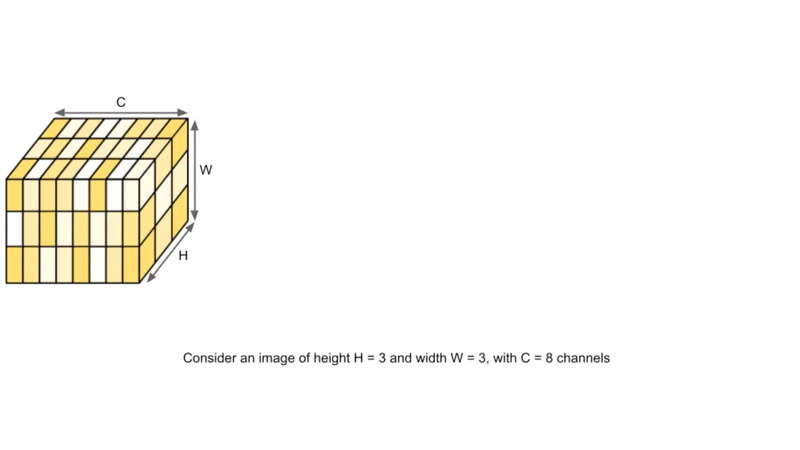 C
W
H
Consider an image of height H = 3 and width W = 3, with C = 8 channels